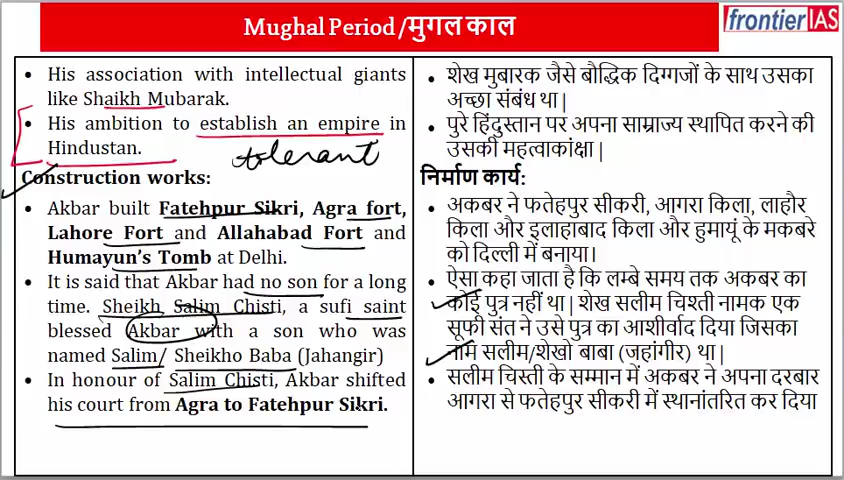 Mughal Period/मुगल काल
frontierIAS
• His association with intellectual giants
like Shaikh Mubarak.
• His ambition to establish an empire in
Hindustan.
tolerant
Construction works:
• Akbar built Fatehpur Sikri, Agra fort,
Lahore Fort and Allahabad Fort and
Humayun's Tomb at Delhi.
• It is said that Akbar had no son for a long
time. Sheikh Salim Chisti, a sufi saint
blessed Akbar with a son who was
named Salim/ Sheikho Baba (Jahangir)
• In honour of Salim Chisti, Akbar shifted
his court from Agra to Fatehpur Sikri.
• शेख मुबारक जैसे बौद्धिक दिग्गजों के साथ उसका
अच्छा संबंध था |
• पुरे हिंदुस्तान पर अपना साम्राज्य स्थापित करने की
उसकी महत्वाकांक्षा |
निर्माण कार्य:
• अकबर ने फतेहपुर सीकरी, आगरा किला, लाहौर
किला और इलाहाबाद किला और हुमायूं के मकबरे
को दिल्ली में बनाया।
• ऐसा कहा जाता है कि लम्बे समय तक अकबर का
कोई पुत्र नहीं था | शेख सलीम चिश्ती नामक एक
सूफी संत ने उसे पुत्र का आशीर्वाद दिया जिसका
नाम सलीम/शेखो बाबा (जहांगीर) था |
• सलीम चिस्ती के सम्मान में अकबर ने अपना दरबार
आगरा से फतेहपुर सीकरी में स्थानांतरित कर दिया